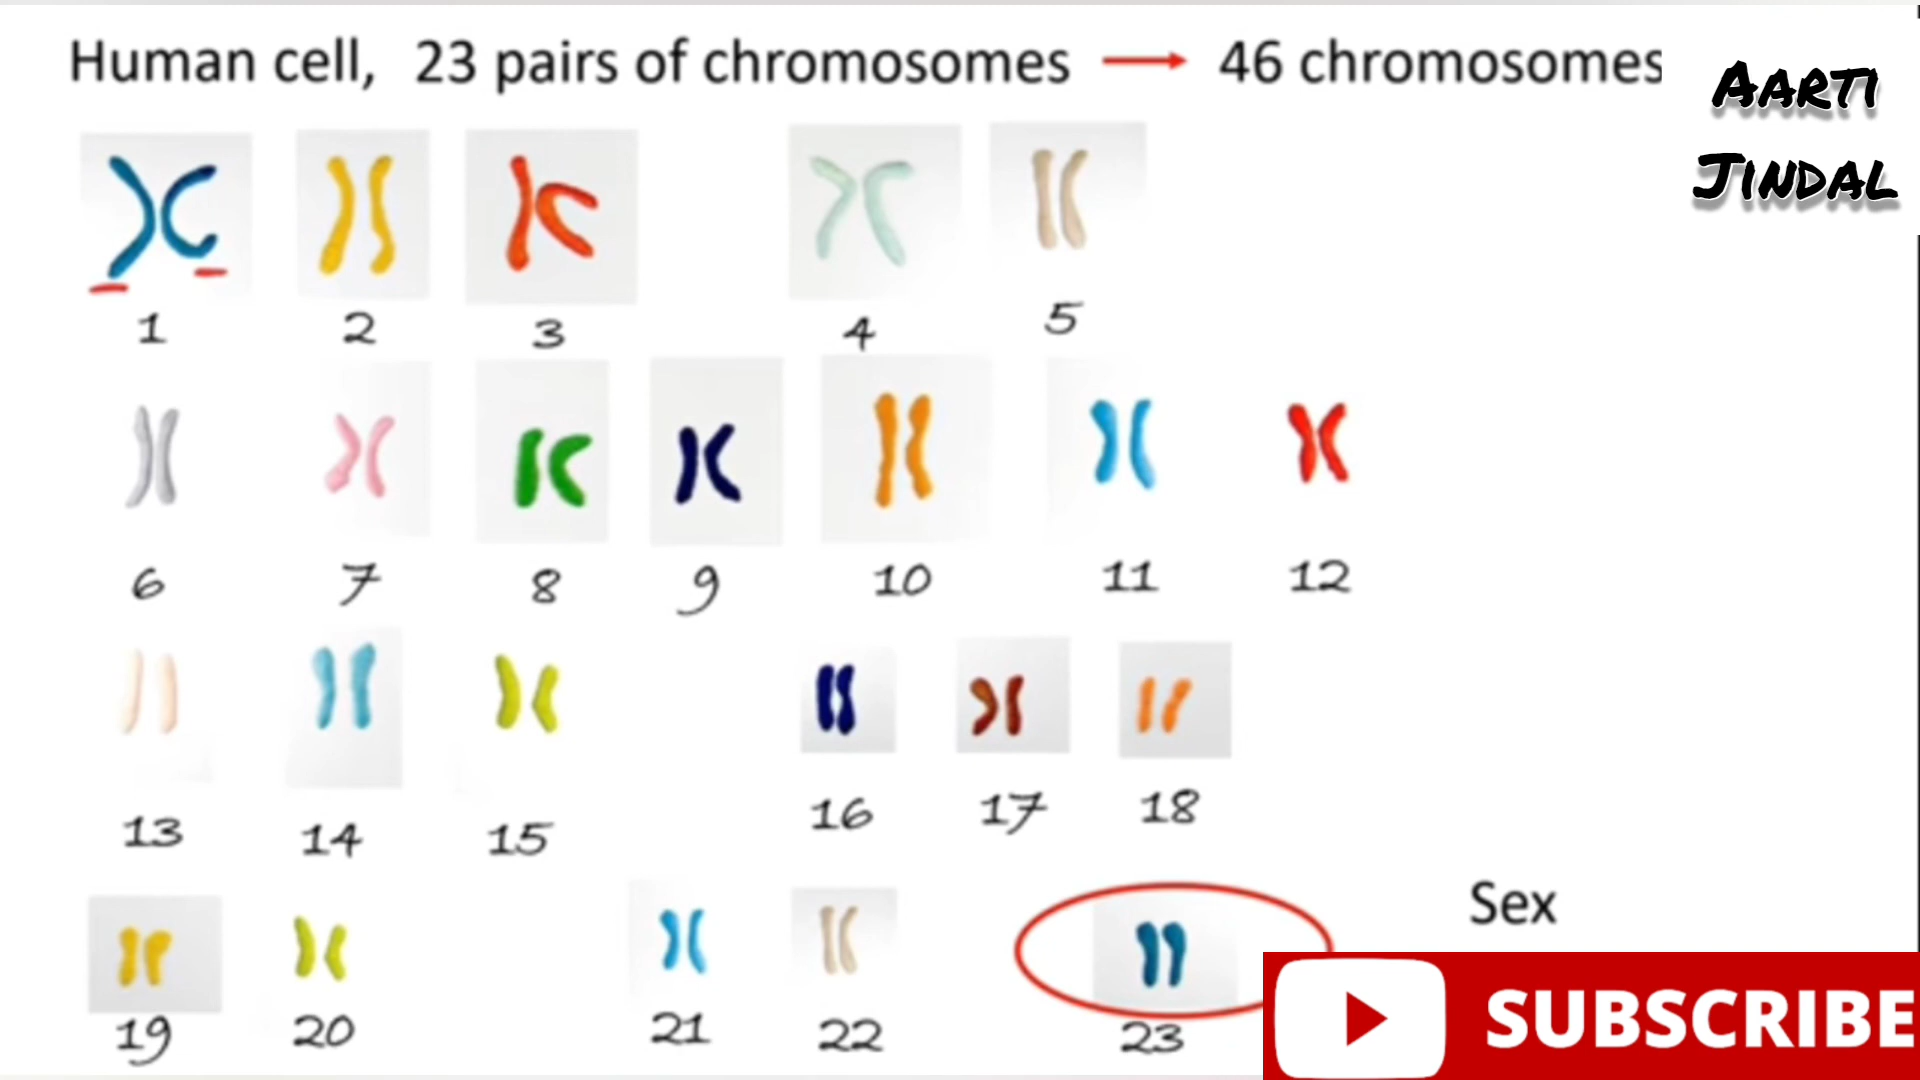 Human cell, 23 pairs of chromosomes → 46 chromosomes
AARTI
JINDAL
1 2 3 4 5
6 7 8 9 10 11 12
13 14 15 16 17 18
Sex
19 20 21 22 23
SUBSCRIBE